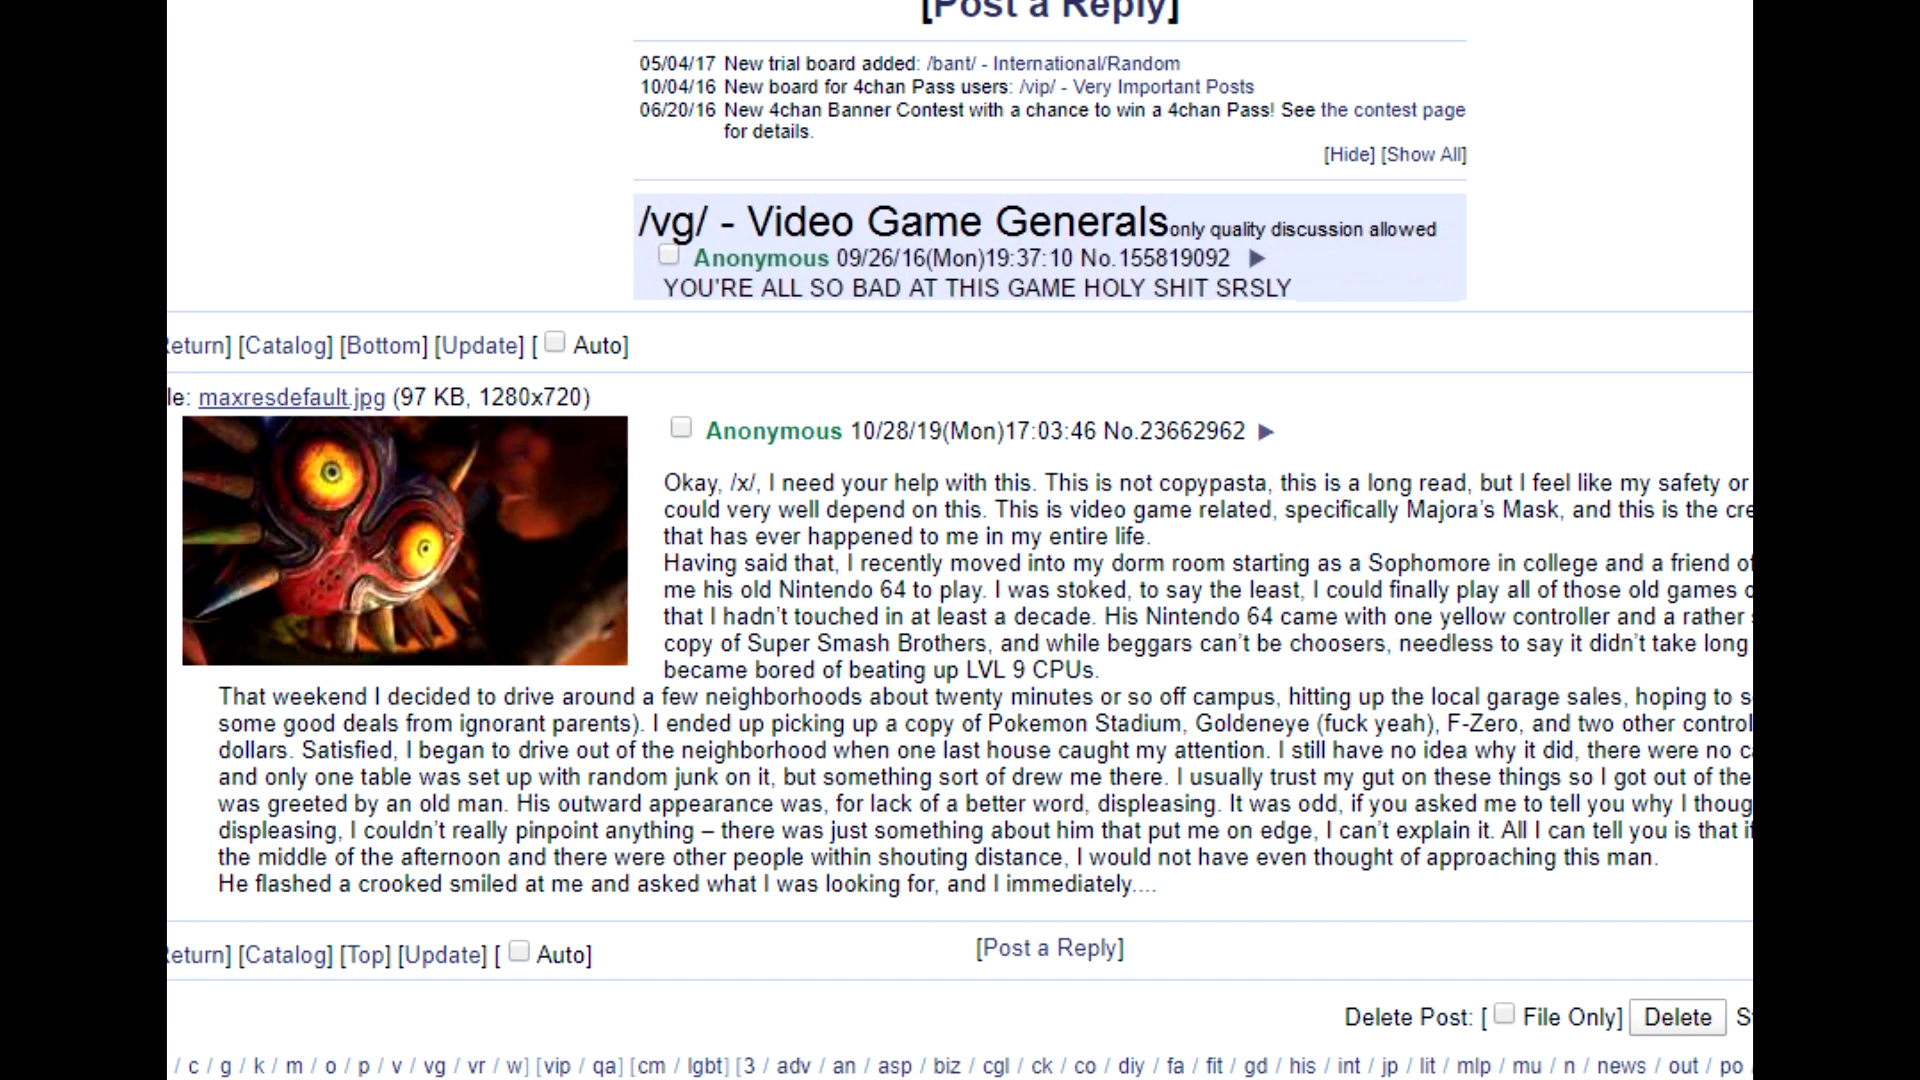 [Post a Reply]
05/04/17 New trial board added: /bant/ - International/Random
10/04/16 New board for 4chan Pass users: /vip/ - Very Important Posts
06/20/16 New 4chan Banner Contest with a chance to win a 4chan Pass! See the contest page
for details.
[Hide] [Show All]
/vg/ - Video Game Generals only quality discussion allowed
Anonymous 09/26/16(Mon)19:37:10 No.155819092 ▶
YOU'RE ALL SO BAD AT THIS GAME HOLY SHIT SRSLY
eturn] [Catalog] [Bottom] [Update] [ Auto]
le: maxresdefault.jpg (97 KB, 1280x720)
Anonymous 10/28/19(Mon)17:03:46 No.23662962 ▶
Okay, /x/, I need your help with this. This is not copypasta, this is a long read, but I feel like my safety or
could very well depend on this. This is video game related, specifically Majora's Mask, and this is the cre
that has ever happened to me in my entire life.
Having said that, I recently moved into my dorm room starting as a Sophomore in college and a friend of
me his old Nintendo 64 to play. I was stoked, to say the least, I could finally play all of those old games
that I hadn't touched in at least a decade. His Nintendo 64 came with one yellow controller and a rather
copy of Super Smash Brothers, and while beggars can't be choosers, needless to say it didn't take long
became bored of beating up LVL 9 CPUs.
That weekend I decided to drive around a few neighborhoods about twenty minutes or so off campus, hitting up the local garage sales, hoping to s
some good deals from ignorant parents). I ended up picking up a copy of Pokemon Stadium, Goldeneye (fuck yeah), F-Zero, and two other control
dollars. Satisfied, I began to drive out of the neighborhood when one last house caught my attention. I still have no idea why it did, there were no c
and only one table was set up with random junk on it, but something sort of drew me there. I usually trust my gut on these things so I got out of the
was greeted by an old man. His outward appearance was, for lack of a better word, displeasing. It was odd, if you asked me to tell you why I thoug
displeasing, I couldn't really pinpoint anything – there was just something about him that put me on edge, I can't explain it. All I can tell you is that if
the middle of the afternoon and there were other people within shouting distance, I would not have even thought of approaching this man.
He flashed a crooked smiled at me and asked what I was looking for, and I immediately....
eturn] [Catalog] [Top] [Update] [ Auto]
[Post a Reply]
Delete Post: [ File Only] Delete S
/ c / g / k / m / o / p / v / vg / vr / w] [vip / qa] [cm / lgbt] [3 / adv / an / asp / biz / cgl / ck / co / diy / fa / fit / gd / his / int / jp / lit / mlp / mu / n / news / out / po